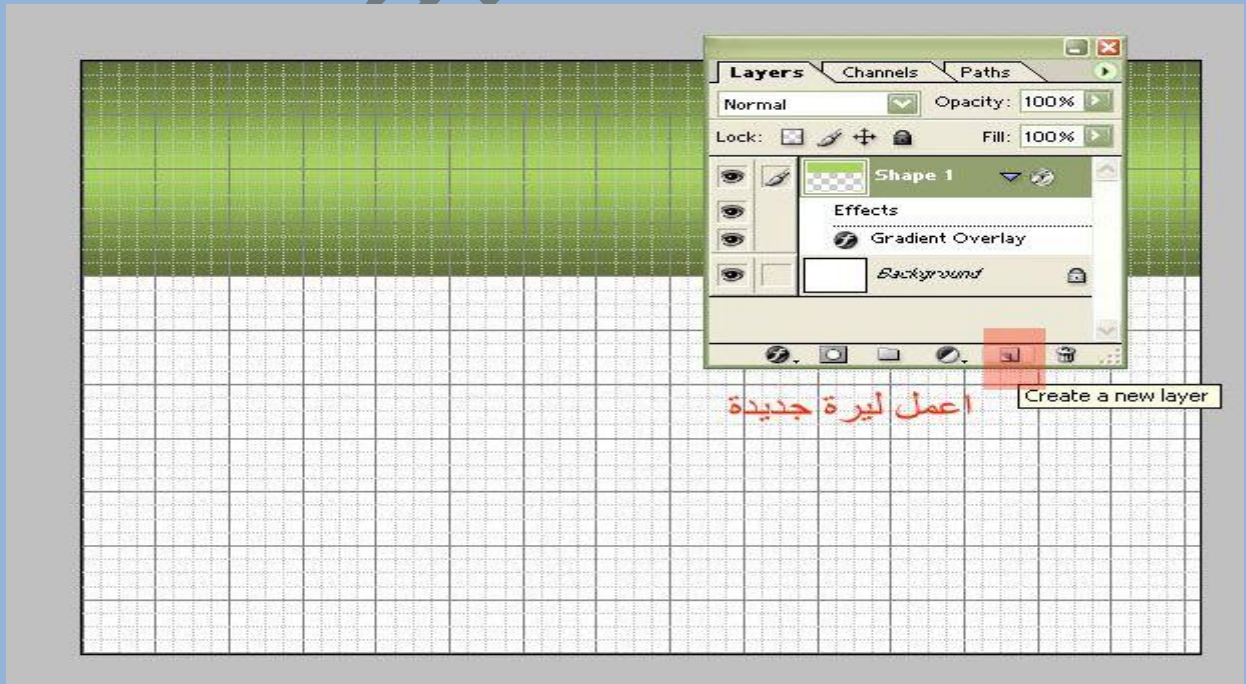 Layers Channels Paths
Normal Opacity: 100%
Lock: Fill: 100%
Shape 1
Effects
Gradient Overlay
Background
Create a new layer
اعمل ليرة جديدة